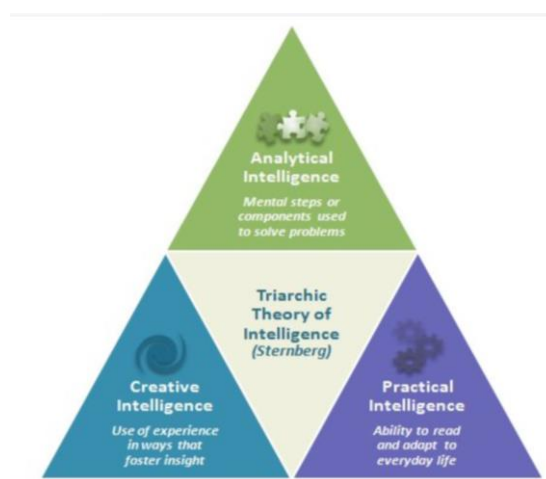 Analytical
Intelligence
Mental steps or
components used
to solve problems
Triarchic
Theory of
Intelligence
(Sternberg)
Creative
Intelligence
Use of experience
in ways that
foster insight
Practical
Intelligence
Ability to read
and adapt to
everyday life